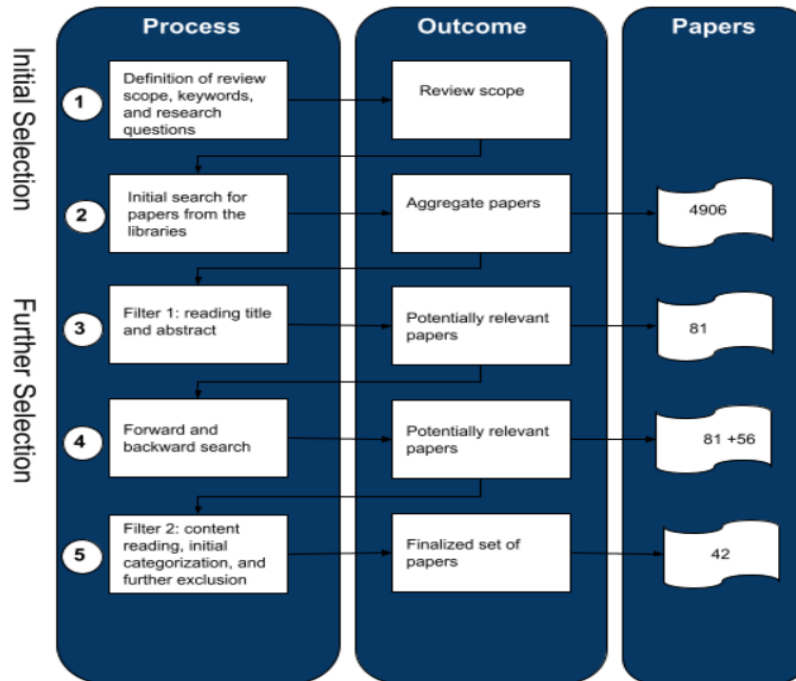 Process
Outcome
Papers
Initial Selection
1
Definition of review
scope, keywords,
and research
questions
Review scope
2
Initial search for
papers from the
libraries
Aggregate papers
4906
Further Selection
3
Filter 1: reading title
and abstract
Potentially relevant
papers
81
4
Forward and
backward search
Potentially relevant
papers
81 +56
5
Filter 2: content
reading, initial
categorization, and
further exclusion
Finalized set of
papers
42